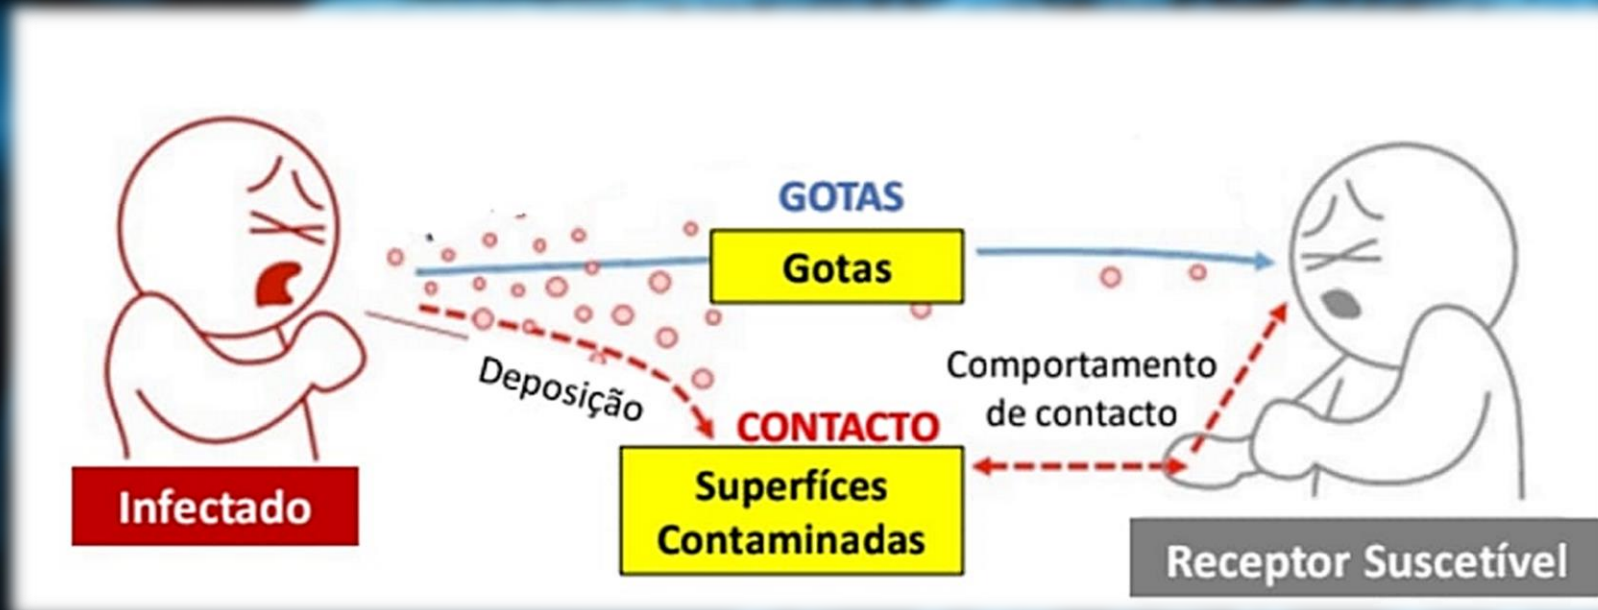 GOTAS
Gotas
Deposição
Comportamento
de contacto
CONTACTO
Superfíces
Contaminadas
Infectado
Receptor Suscetível